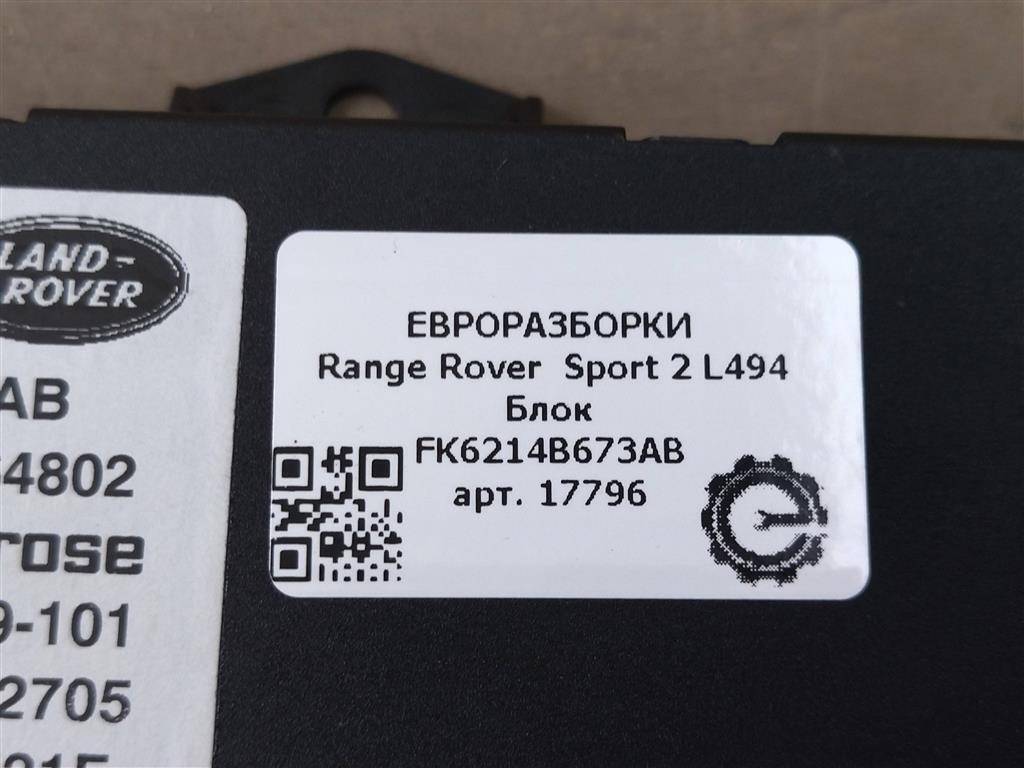 LAND-
ROVER
AB
4802
rose
9-101
2705
ЕВРОРАЗБОРКИ
Range Rover Sport 2 L494
Блок
FK6214B673AB
арт. 17796